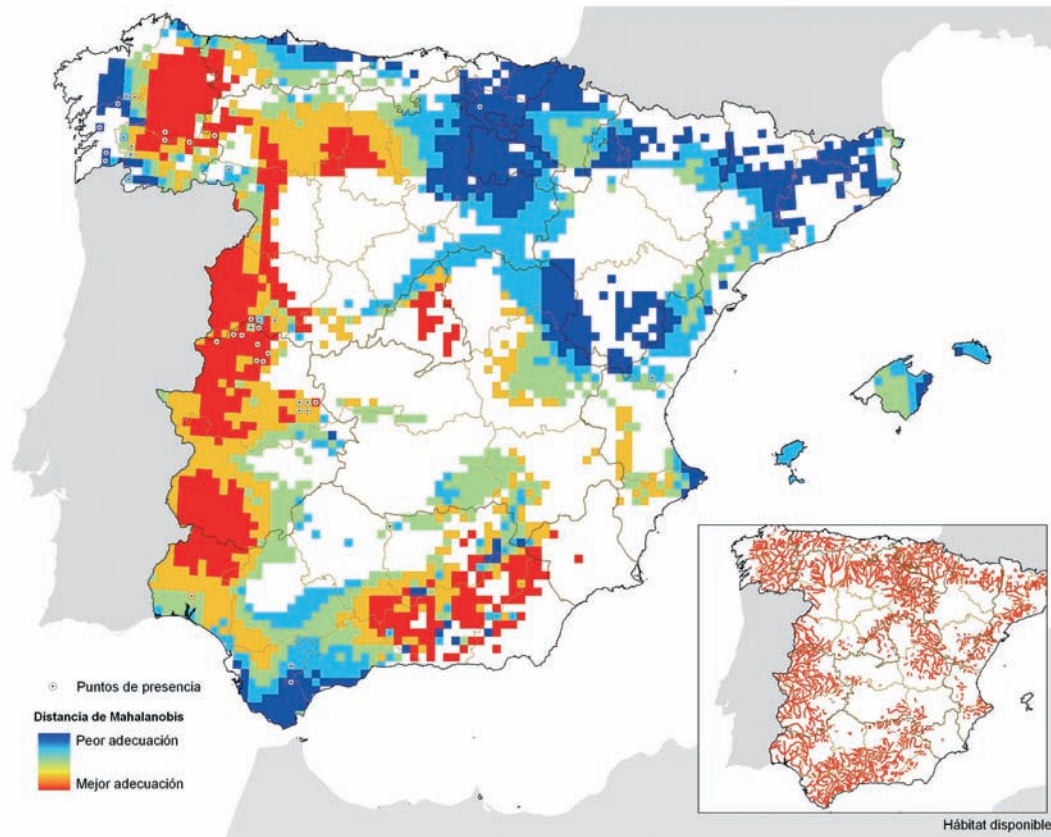 Puntos de presencia
Distancia de Mahalanobis
Peor adecuación
Mejor adecuación
Hábitat disponible